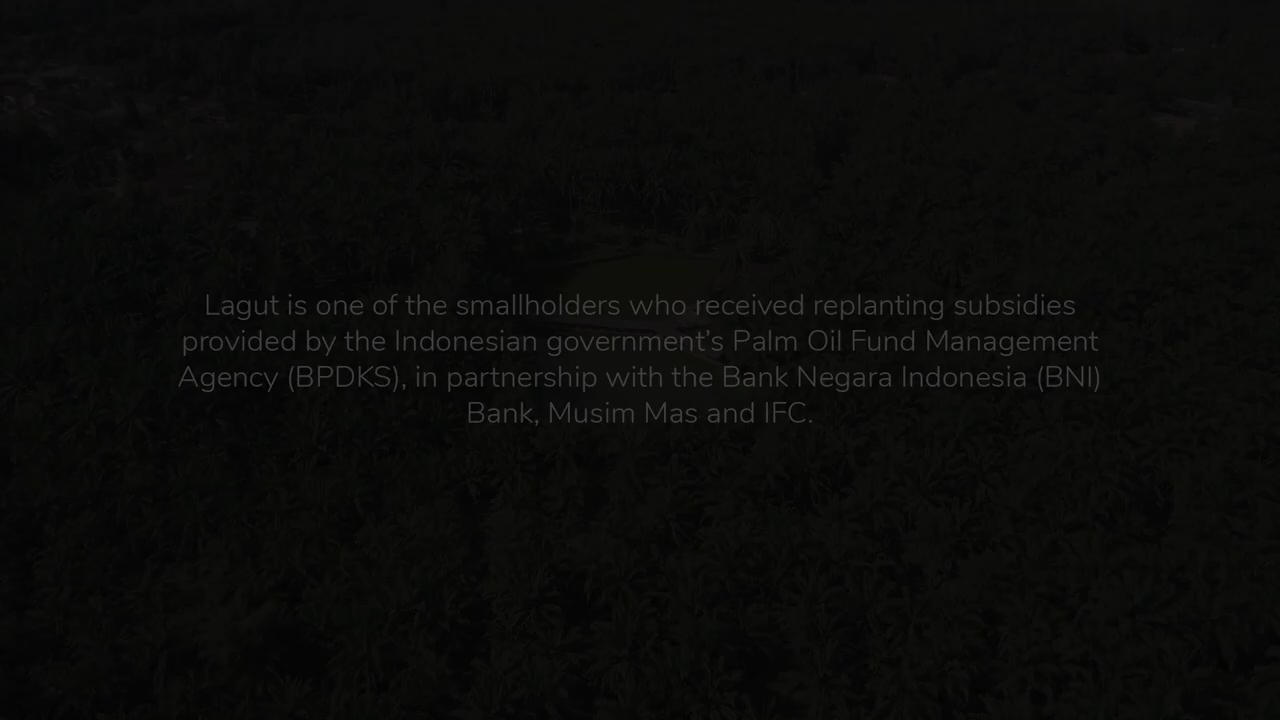 Lagut is one of the smallholders who received replanting subsidies
provided by the Indonesian government’s Palm Oil Fund Management
Agency (BPDKS), in partnership with the Bank Negara Indonesia (BNI)
Bank, Musim Mas and IFC.